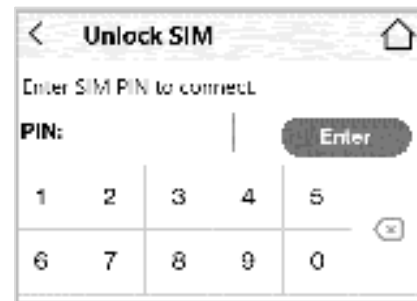 Unlock SIM
Enter SIM PIN to connect.
PIN:
Enter
1 2 3 4 5
6 7 8 9 0